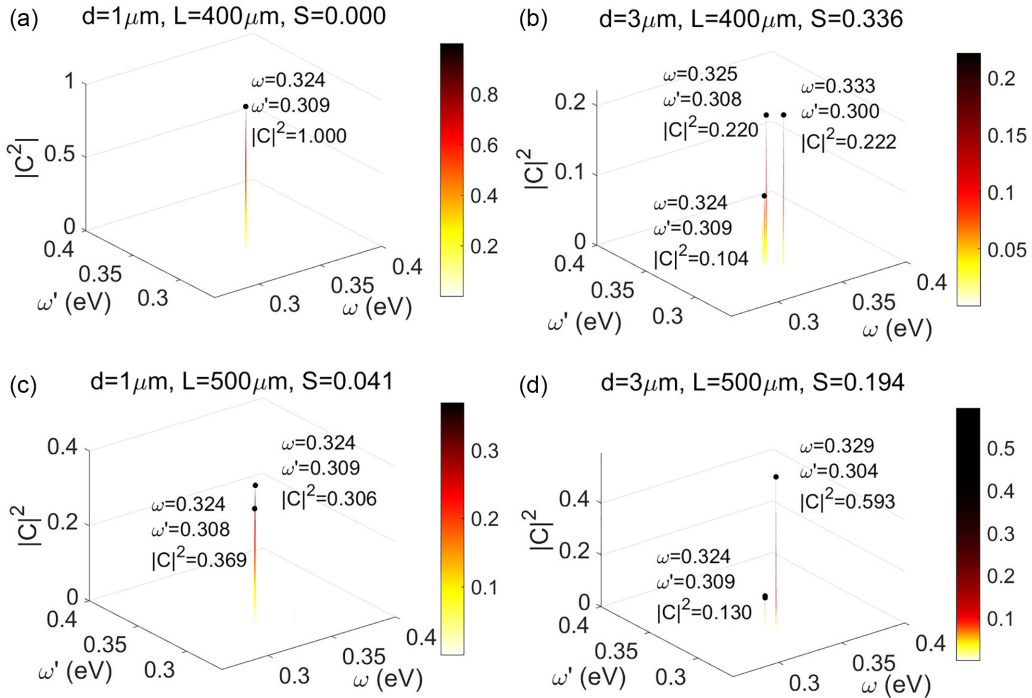 (a) d=1μm, L=400μm, S=0.000
ω=0.324
ω'=0.309
|C|²=1.000
|C²|
1
0.5
0
0.4
0.35
0.3
ω' (eV)
0.3
0.35
0.4
ω (eV)
0.8
0.6
0.4
0.2
(b) d=3μm, L=400μm, S=0.336
ω=0.325
ω'=0.308
|C|²=0.220
ω=0.333
ω'=0.300
|C|²=0.222
ω=0.324
ω'=0.309
|C|²=0.104
|C|²
0.2
0.1
0
0.4
0.35
0.3
ω' (eV)
0.3
0.35
0.4
ω (eV)
0.2
0.15
0.1
0.05
(c) d=1μm, L=500μm, S=0.041
ω=0.324
ω'=0.309
|C|²=0.306
ω=0.324
ω'=0.308
|C|²=0.369
|C|²
0.4
0.2
0
0.4
0.35
0.3
ω' (eV)
0.3
0.35
0.4
ω (eV)
0.3
0.2
0.1
(d) d=3μm, L=500μm, S=0.194
ω=0.329
ω'=0.304
|C|²=0.593
ω=0.324
ω'=0.309
|C|²=0.130
|C|²
0.4
0.2
0
0.4
0.35
0.3
ω' (eV)
0.3
0.35
0.4
ω (eV)
0.5
0.4
0.3
0.2
0.1